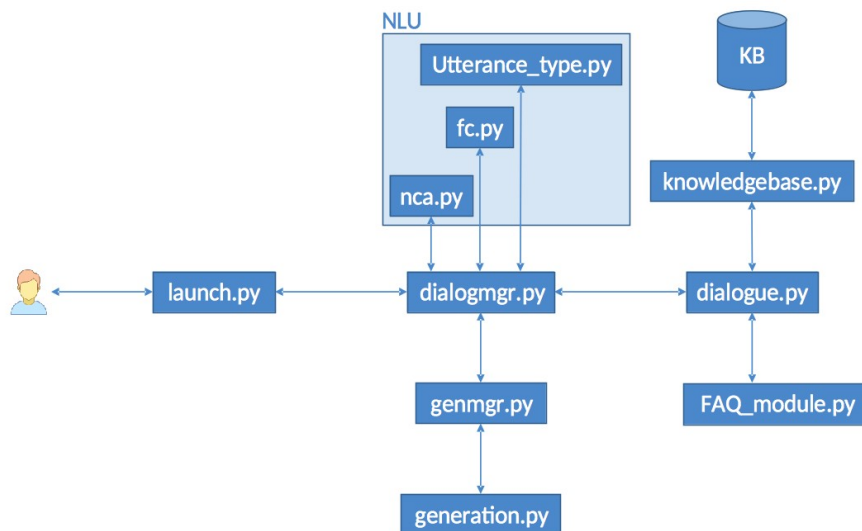 NLU
Utterance_type.py
KB
fc.py
knowledgebase.py
nca.py
launch.py
dialogmgr.py
dialogue.py
genmgr.py
FAQ_module.py
generation.py